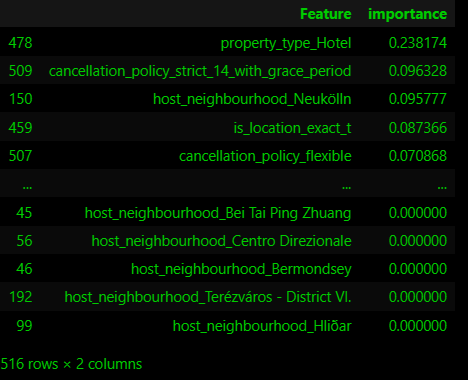 Feature importance
478 property_type_Hotel 0.238174
509 cancellation_policy_strict_14_with_grace_period 0.096328
150 host_neighbourhood_Neukölln 0.095777
459 is_location_exact_t 0.087366
507 cancellation_policy_flexible 0.070868
... ... ...
45 host_neighbourhood_Bei Tai Ping Zhuang 0.000000
56 host_neighbourhood_Centro Direzionale 0.000000
46 host_neighbourhood_Bermondsey 0.000000
192 host_neighbourhood_Terézváros - District VI. 0.000000
99 host_neighbourhood_Hliðar 0.000000
516 rows × 2 columns